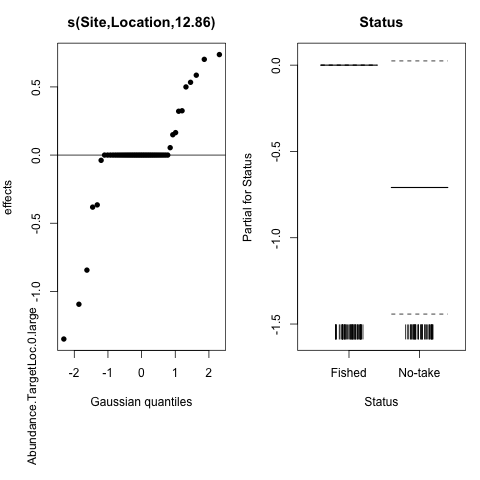 s(Site,Location,12.86)
effects
0.5
0.0
-0.5
-1.0
-2
-1
0
1
2
Gaussian quantiles
Abundance.TargetLoc.0.large
Status
Partial for Status
0.0
-0.5
-1.0
-1.5
Fished
No-take
Status